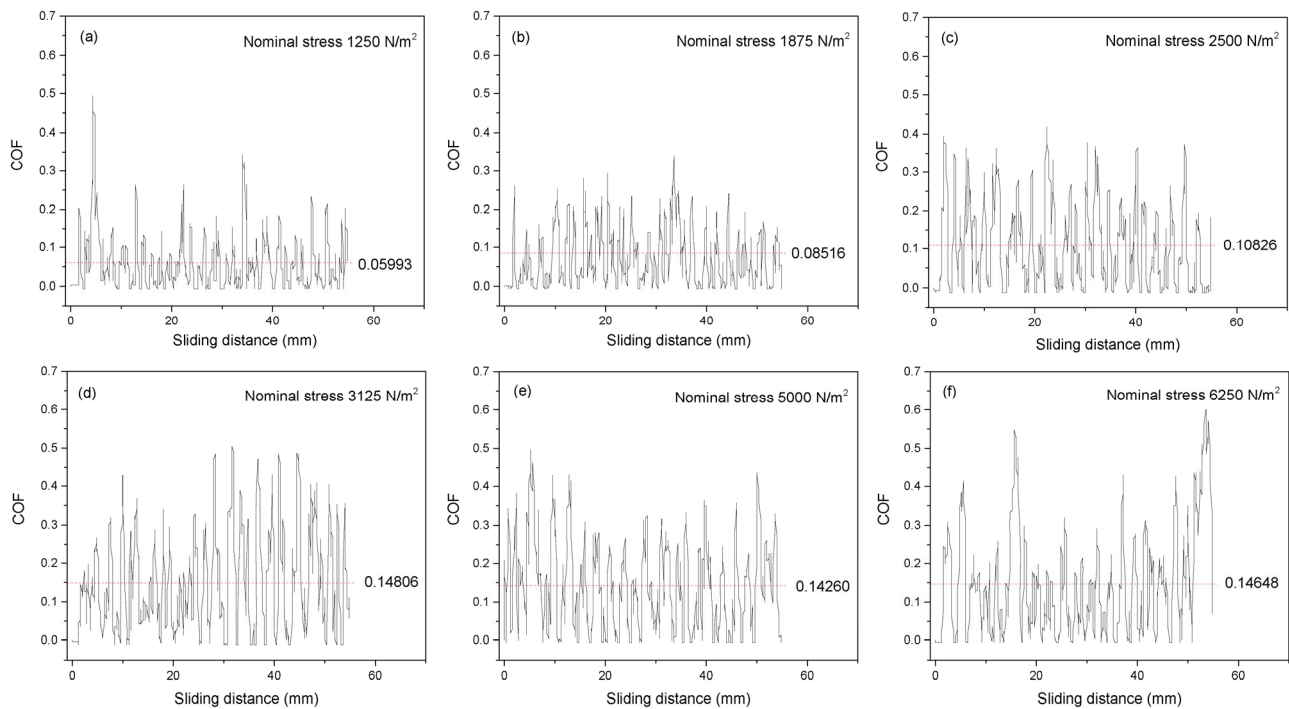 (a)
Nominal stress 1250 N/m²
0.7
0.6
0.5
0.4
0.3
0.2
0.1
0.0
COF
0.05993
0 20 40 60
Sliding distance (mm)
(b)
Nominal stress 1875 N/m²
0.7
0.6
0.5
0.4
0.3
0.2
0.1
0.0
COF
0.08516
0 20 40 60
Sliding distance (mm)
(c)
Nominal stress 2500 N/m²
0.7
0.6
0.5
0.4
0.3
0.2
0.1
0.0
COF
0.10826
0 20 40 60
Sliding distance (mm)
(d)
Nominal stress 3125 N/m²
0.7
0.6
0.5
0.4
0.3
0.2
0.1
0.0
COF
0.14806
0 20 40 60
Sliding distance (mm)
(e)
Nominal stress 5000 N/m²
0.7
0.6
0.5
0.4
0.3
0.2
0.1
0.0
COF
0.14260
0 20 40 60
Sliding distance (mm)
(f)
Nominal stress 6250 N/m²
0.7
0.6
0.5
0.4
0.3
0.2
0.1
0.0
COF
0.14648
0 20 40 60
Sliding distance (mm)